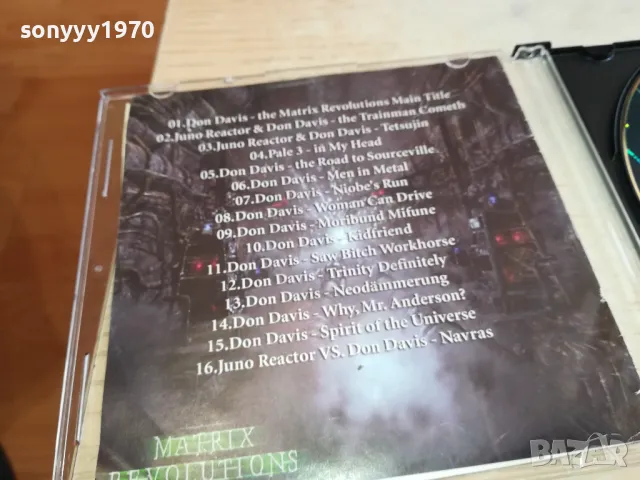 sonyyy1970
01.Don Davis - the Matrix Revolutions Main Title
02.Juno Reactor & Don Davis - the Trainman Cometh
03.Juno Reactor & Don Davis - Tetsujin
04.Pale 3 - in My Head
05.Don Davis - the Road to Sourceville
06.Don Davis - Men in Metal
07.Don Davis - Niobe's Run
08.Don Davis - Woman Can Drive
09.Don Davis - Moribund Mifune
10.Don Davis - Kidfriend
11.Don Davis - Saw Bitch Workhorse
12.Don Davis - Trinity Definitely
13.Don Davis - Neodämmerung
14.Don Davis - Why, Mr. Anderson?
15.Don Davis - Spirit of the Universe
16.Juno Reactor VS. Don Davis - Navras
MATRIX
REVOLUTIONS
BAZAR